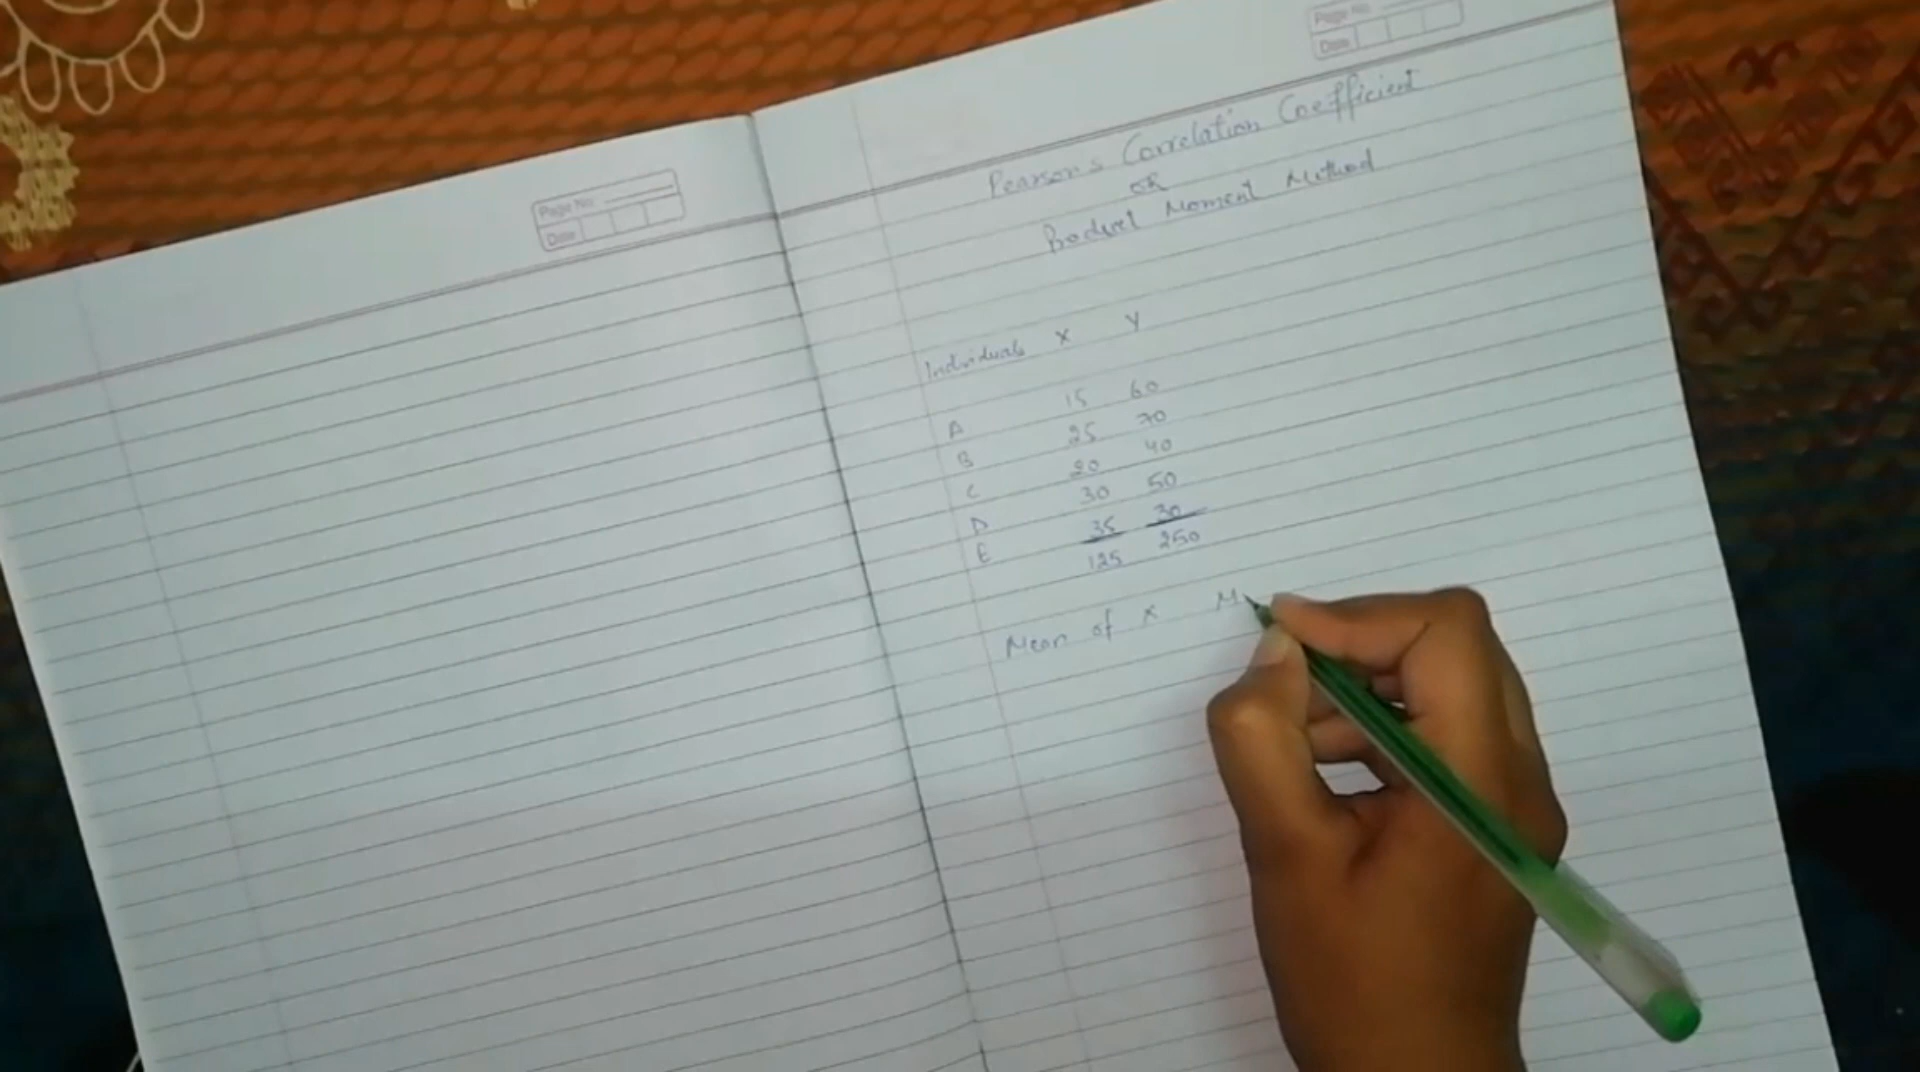 Page No:
Date
Page No:
Date
Pearson's Correlation Coefficient
OR
Product Moment Method
Individuals X Y
A 15 60
B 25 70
C 20 40
D 30 50
E 35 30
125 250
Mean of X M